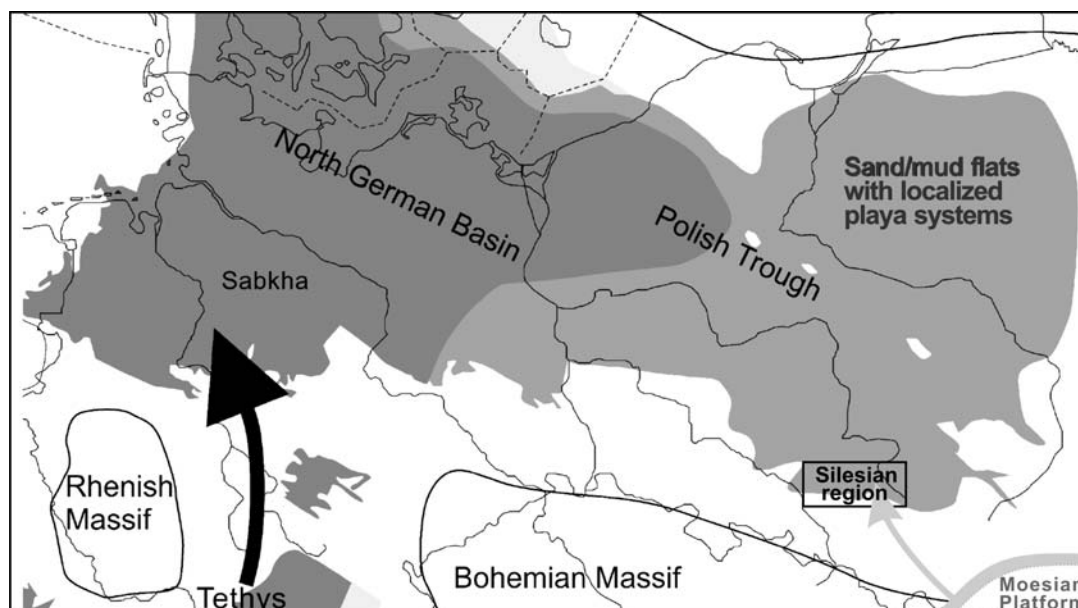 North German Basin
Polish Trough
Sand/mud flats
with localized
playa systems
Sabkha
Rhenish
Massif
Silesian
region
Bohemian Massif
Tethys
Moesian
Platform